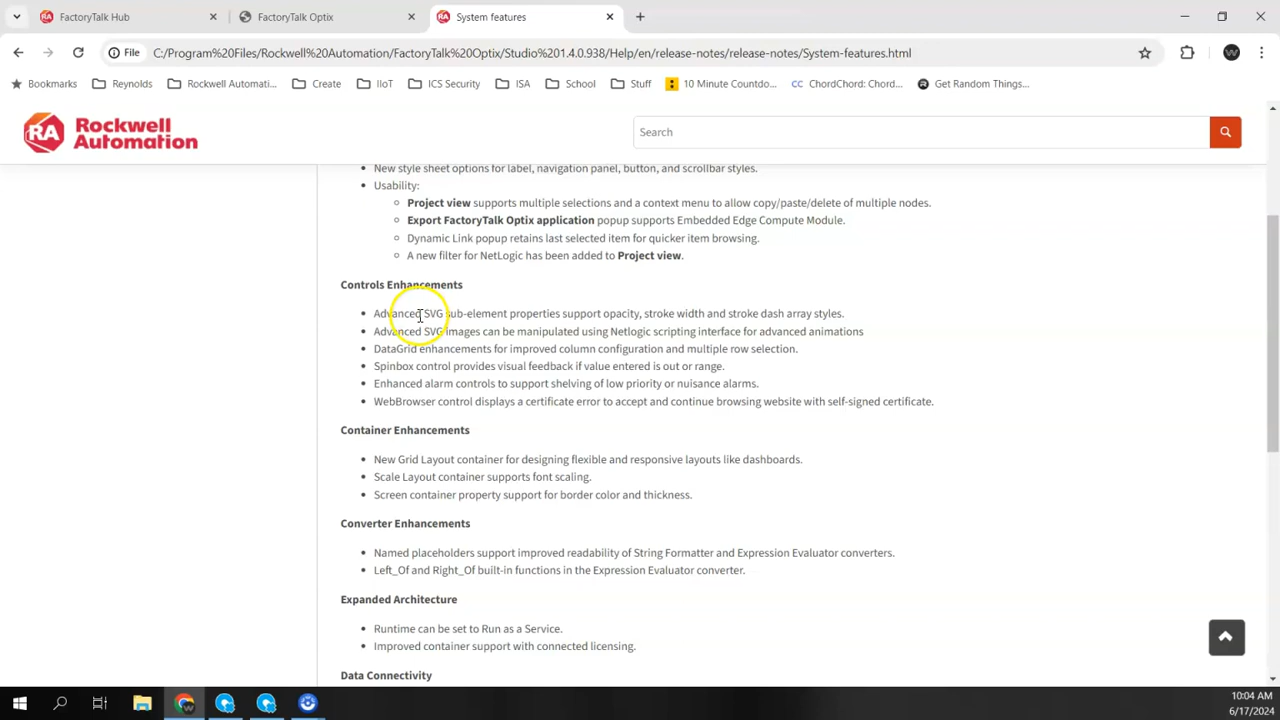 FactoryTalk Hub
FactoryTalk Optix
System features
File
C:/Program%20Files/Rockwell%20Automation/FactoryTalk%20Optix/Studio%201.4.0.938/Help/en/release-notes/release-notes/System-features.html
Bookmarks
Reynolds
Rockwell Automati...
Create
IIoT
ICS Security
ISA
School
Stuff
10 Minute Countdo...
CC ChordChord: Chord...
Get Random Things...
RA
Rockwell
Automation
Search
New style sheet options for label, navigation panel, button, and scrollbar styles.
Usability:
Project view supports multiple selections and a context menu to allow copy/paste/delete of multiple nodes.
Export FactoryTalk Optix application popup supports Embedded Edge Compute Module.
Dynamic Link popup retains last selected item for quicker item browsing.
A new filter for NetLogic has been added to Project view.
Controls Enhancements
Advanced SVG sub-element properties support opacity, stroke width and stroke dash array styles.
Advanced SVG images can be manipulated using Netlogic scripting interface for advanced animations
DataGrid enhancements for improved column configuration and multiple row selection.
Spinbox control provides visual feedback if value entered is out or range.
Enhanced alarm controls to support shelving of low priority or nuisance alarms.
WebBrowser control displays a certificate error to accept and continue browsing website with self-signed certificate.
Container Enhancements
New Grid Layout container for designing flexible and responsive layouts like dashboards.
Scale Layout container supports font scaling.
Screen container property support for border color and thickness.
Converter Enhancements
Named placeholders support improved readability of String Formatter and Expression Evaluator converters.
Left_Of and Right_Of built-in functions in the Expression Evaluator converter.
Expanded Architecture
Runtime can be set to Run as a Service.
Improved container support with connected licensing.
Data Connectivity
10:04 AM
6/17/2024